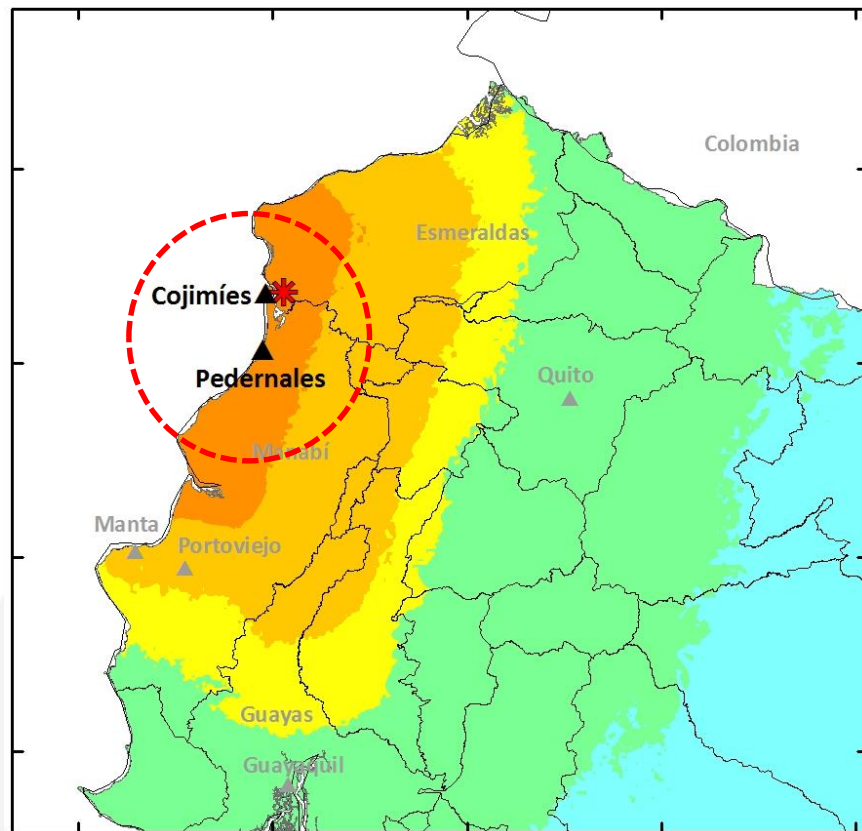 Colombia
Esmeraldas
Cojimíes
Pedernales
Quito
Manabí
Manta
Portoviejo
Guayas
Guayaquil